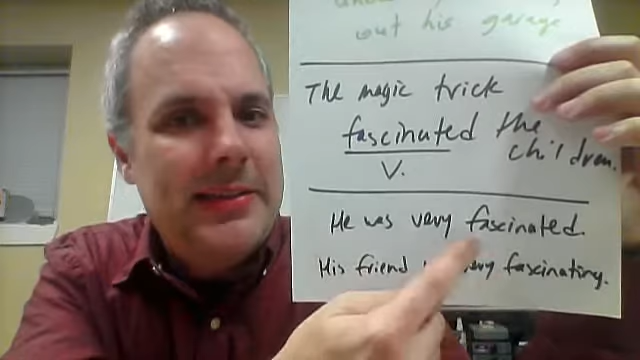 out his garage
The magic trick
fascinated the
children.
V.
He was very fascinated.
His friend very fascinating.